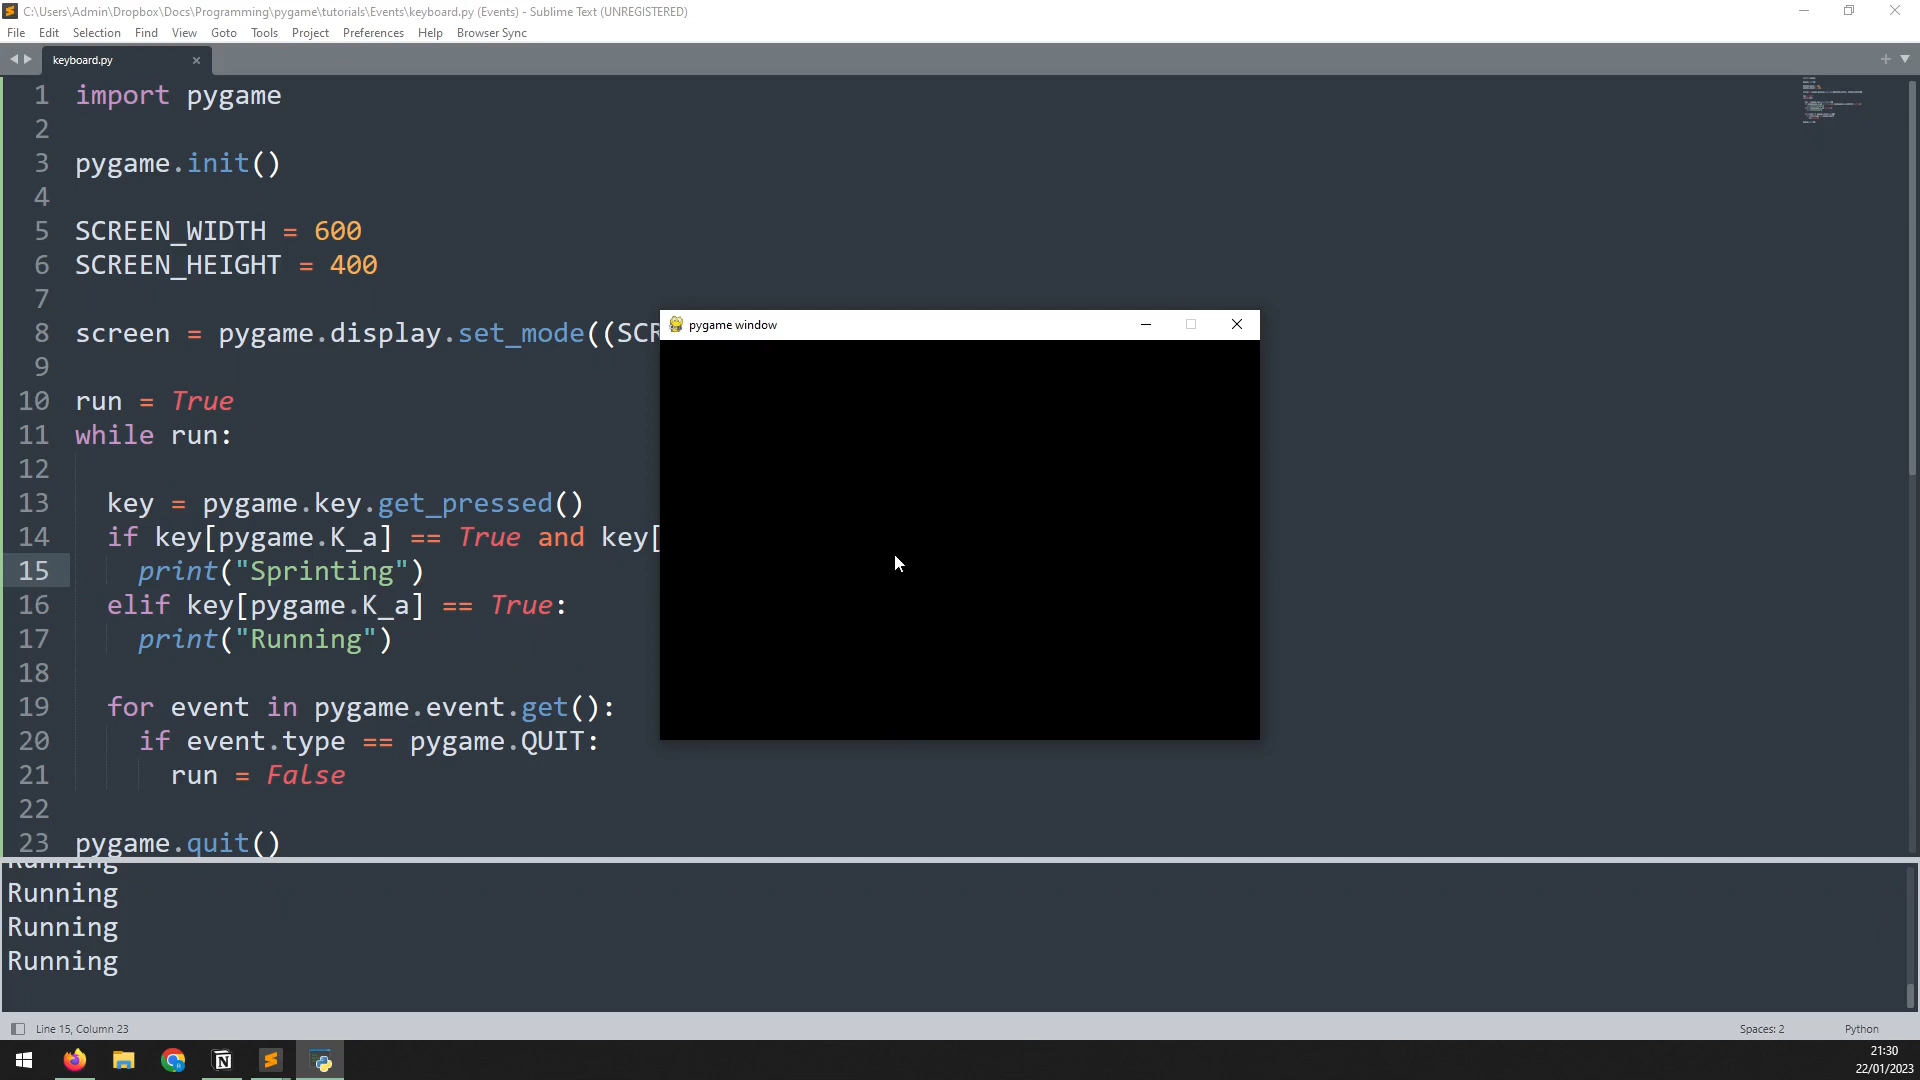 C:\Users\Admin\Dropbox\Docs\Programming\pygame\tutorials\Events\keyboard.py (Events) - Sublime Text (UNREGISTERED)
File Edit Selection Find View Goto Tools Project Preferences Help Browser Sync
keyboard.py
1 import pygame
2
3 pygame.init()
4
5 SCREEN_WIDTH = 600
6 SCREEN_HEIGHT = 400
7
8 screen = pygame.display.set_mode((SCR
pygame window
9
10 run = True
11 while run:
12
13 key = pygame.key.get_pressed()
14 if key[pygame.K_a] == True and key[
15 print("Sprinting")
16 elif key[pygame.K_a] == True:
17 print("Running")
18
19 for event in pygame.event.get():
20 if event.type == pygame.QUIT:
21 run = False
22
23 pygame.quit()
Running
Running
Running
Running
Line 15, Column 23
Spaces: 2
Python
21:30
22/01/2023